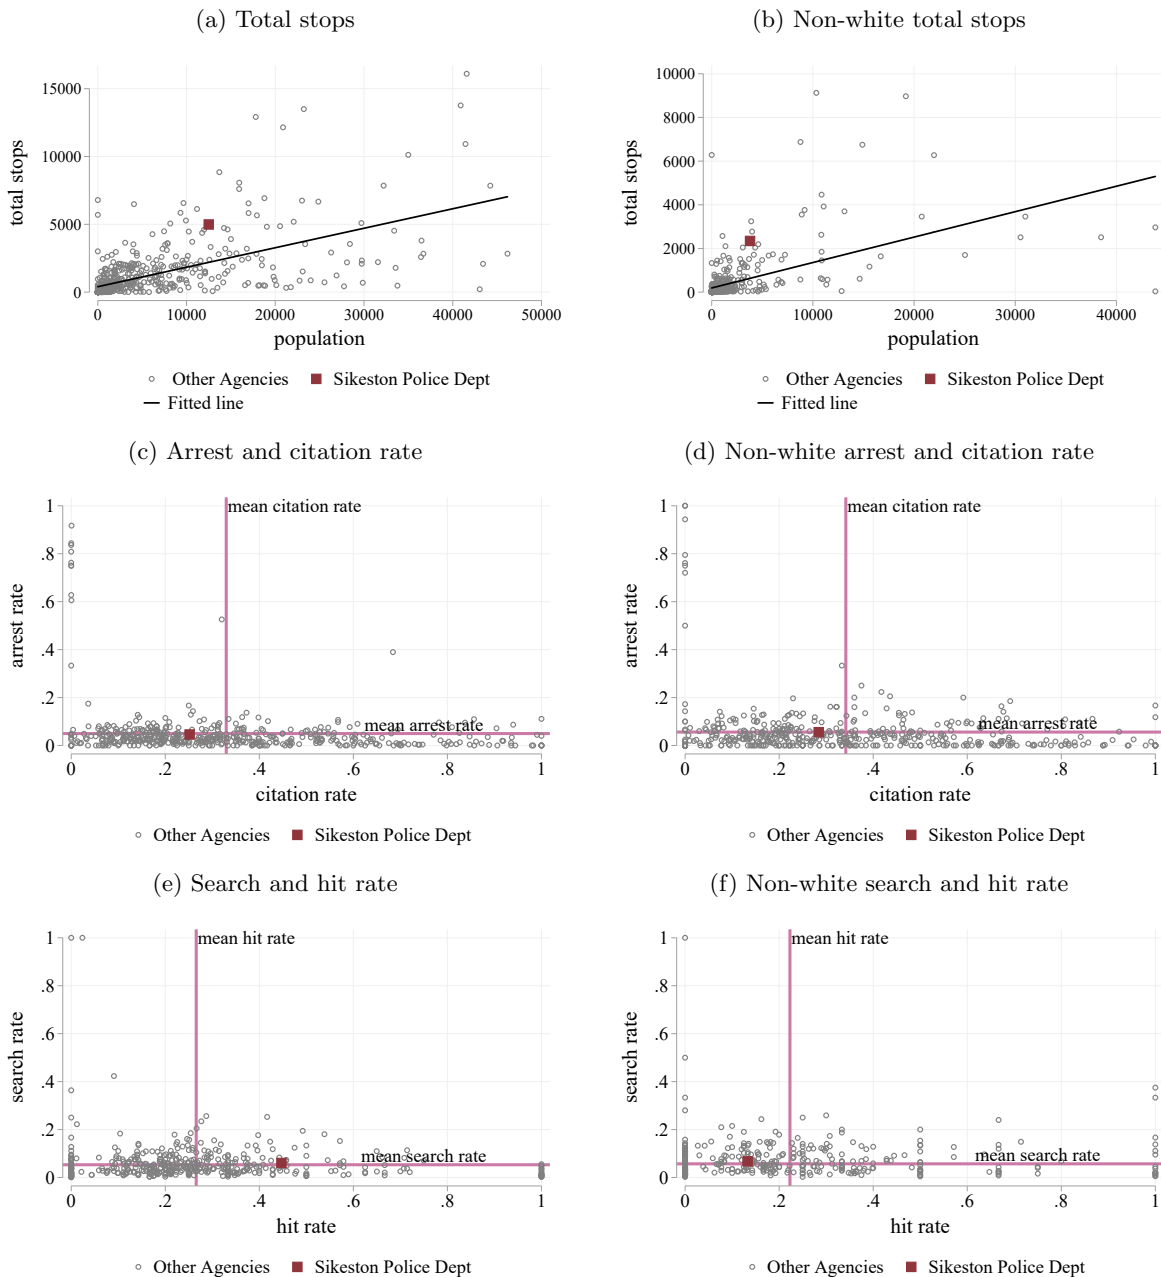 (a) Total stops
(b) Non-white total stops
total stops
15000
10000
5000
0
0 10000 20000 30000 40000 50000
population
Other Agencies Sikeston Police Dept
Fitted line
total stops
10000
8000
6000
4000
2000
0
0 10000 20000 30000 40000
population
Other Agencies Sikeston Police Dept
Fitted line
(c) Arrest and citation rate
(d) Non-white arrest and citation rate
arrest rate
1
.8
.6
.4
.2
0
mean citation rate
mean arrest rate
0 .2 .4 .6 .8 1
citation rate
Other Agencies Sikeston Police Dept
arrest rate
1
.8
.6
.4
.2
0
mean citation rate
mean arrest rate
0 .2 .4 .6 .8 1
citation rate
Other Agencies Sikeston Police Dept
(e) Search and hit rate
(f) Non-white search and hit rate
search rate
1
.8
.6
.4
.2
0
mean hit rate
mean search rate
0 .2 .4 .6 .8 1
hit rate
Other Agencies Sikeston Police Dept
search rate
1
.8
.6
.4
.2
0
mean hit rate
mean search rate
0 .2 .4 .6 .8 1
hit rate
Other Agencies Sikeston Police Dept